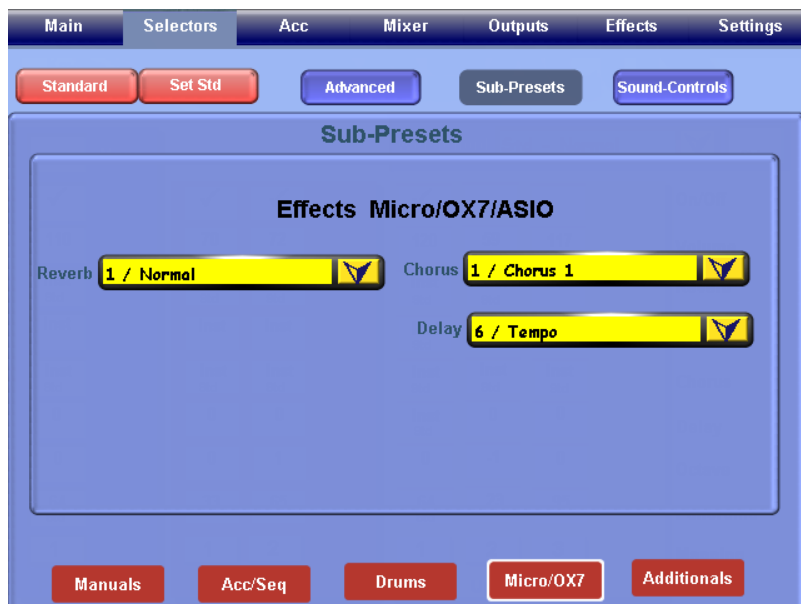 Main Selectors Acc Mixer Outputs Effects Settings
Standard Set Std Advanced Sub-Presets Sound-Controls
Sub-Presets
Effects Micro/OX7/ASIO
Reverb 1 / Normal Chorus 1 / Chorus 1
Delay 6 / Tempo
Manuals Acc/Seq Drums Micro/OX7 Additionals